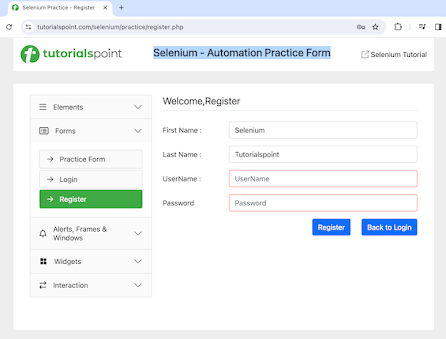 Selenium Practice - Register
tutorialspoint.com/selenium/practice/register.php
tutorialspoint
Selenium - Automation Practice Form
Selenium Tutorial
Elements
Forms
Practice Form
Login
Register
Alerts, Frames &
Windows
Widgets
Interaction
Welcome,Register
First Name :
Selenium
Last Name :
Tutorialspoint
UserName :
UserName
Password
Password
Register
Back to Login